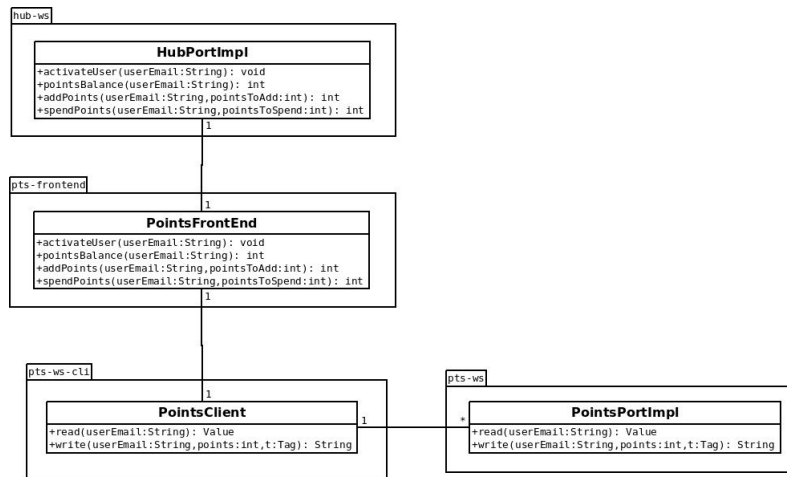 hub-ws
HubPortImpl
+activateUser(userEmail:String): void
+pointsBalance(userEmail:String): int
+addPoints(userEmail:String,pointsToAdd:int): int
+spendPoints(userEmail:String,pointsToSpend:int): int
1
pts-frontend
1
PointsFrontEnd
+activateUser(userEmail:String): void
+pointsBalance(userEmail:String): int
+addPoints(userEmail:String,pointsToAdd:int): int
+spendPoints(userEmail:String,pointsToSpend:int): int
1
pts-ws-cli
1
PointsClient
+read(userEmail:String): Value
+write(userEmail:String,points:int,t:Tag): String
1
*
pts-ws
PointsPortImpl
+read(userEmail:String): Value
+write(userEmail:String,points:int,t:Tag): String